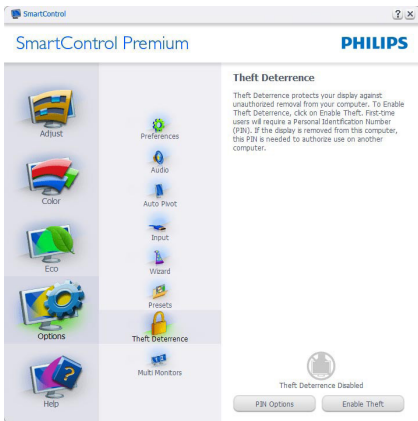 SmartControl
? ×
SmartControl Premium
PHILIPS
Adjust
Color
Eco
Options
Help
Preferences
Audio
Auto Pivot
Input
Wizard
Presets
Theft Deterrence
Multi Monitors
Theft Deterrence
Theft Deterrence protects your display against
unauthorized removal from your computer. To Enable
Theft Deterrence, click on Enable Theft. First-time
users will require a Personal Identification Number
(PIN). If the display is removed from this computer,
this PIN is needed to authorize use on another
computer.
Theft Deterrence Disabled
PIN Options
Enable Theft